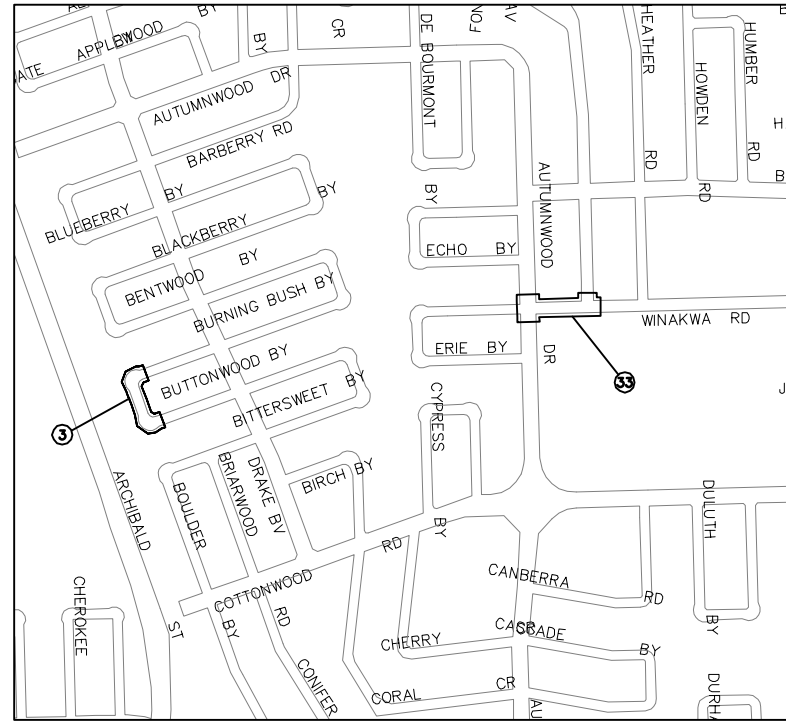 APPLEWOOD BY
BY
CR
DE BOURMONT BY
HEATHER RD
HOWDEN RD
HUMBER RD
AUTUMNWOOD DR
BARBERRY RD
BLUEBERRY BY
BLACKBERRY BY
AUTUMNWOOD DR
ECHO BY
BENTWOOD BY
BURNING BUSH BY
WINAKWA RD
ERIE BY
BUTTONWOOD BY
33
BITTERSWEET BY
CYPRESS BY
3
ARCHIBALD ST
BOULDER BY
BRIARWOOD RD
DRAKE BV
BIRCH BY
DULUTH BY
COTTONWOOD RD
CANBERRA RD
CHEROKEE
CASCADE BY
CHERRY
CONIFER
CORAL CR
AU
DURH